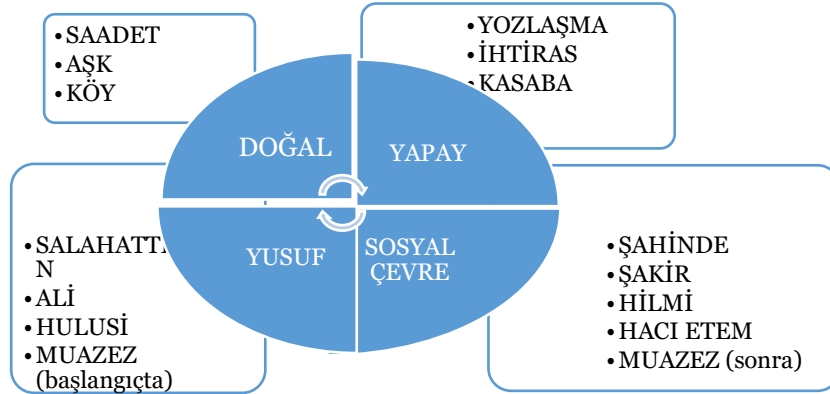 • SAADET
• AŞK
• KÖY
• YOZLAŞMA
• İHTİRAS
• KASABA
DOĞAL
YAPAY
YUSUF
SOSYAL
ÇEVRE
• SALAHATTİ
N
• ALİ
• HULUSİ
• MUAZEZ
(başlangıçta)
• ŞAHİNDE
• ŞAKİR
• HİLMİ
• HACI ETEM
• MUAZEZ (sonra)